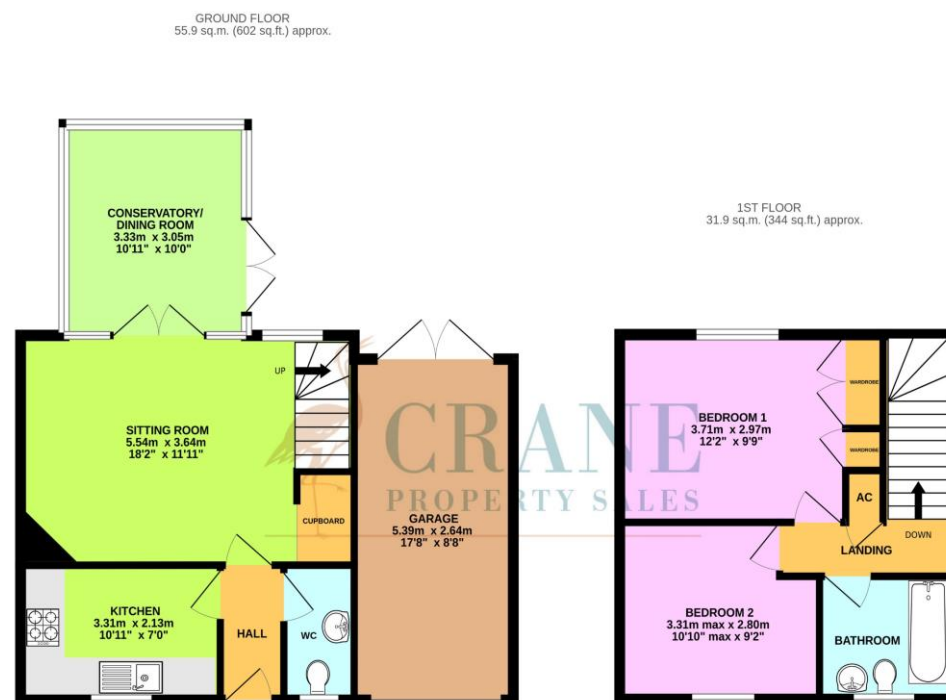 GROUND FLOOR
55.9 sq.m. (602 sq.ft.) approx.
CONSERVATORY/
DINING ROOM
3.33m x 3.05m
10'11" x 10'0"
1ST FLOOR
31.9 sq.m. (344 sq.ft.) approx.
UP
SITTING ROOM
5.54m x 3.64m
18'2" x 11'11"
CUPBOARD
KITCHEN
3.31m x 2.13m
10'11" x 7'0"
HALL
WC
GARAGE
5.39m x 2.64m
17'8" x 8'8"
CRANE
PROPERTY SALES
BEDROOM 1
3.71m x 2.97m
12'2" x 9'9"
WARDROBE
WARDROBE
AC
DOWN
LANDING
BEDROOM 2
3.31m max x 2.80m
10'10" max x 9'2"
BATHROOM